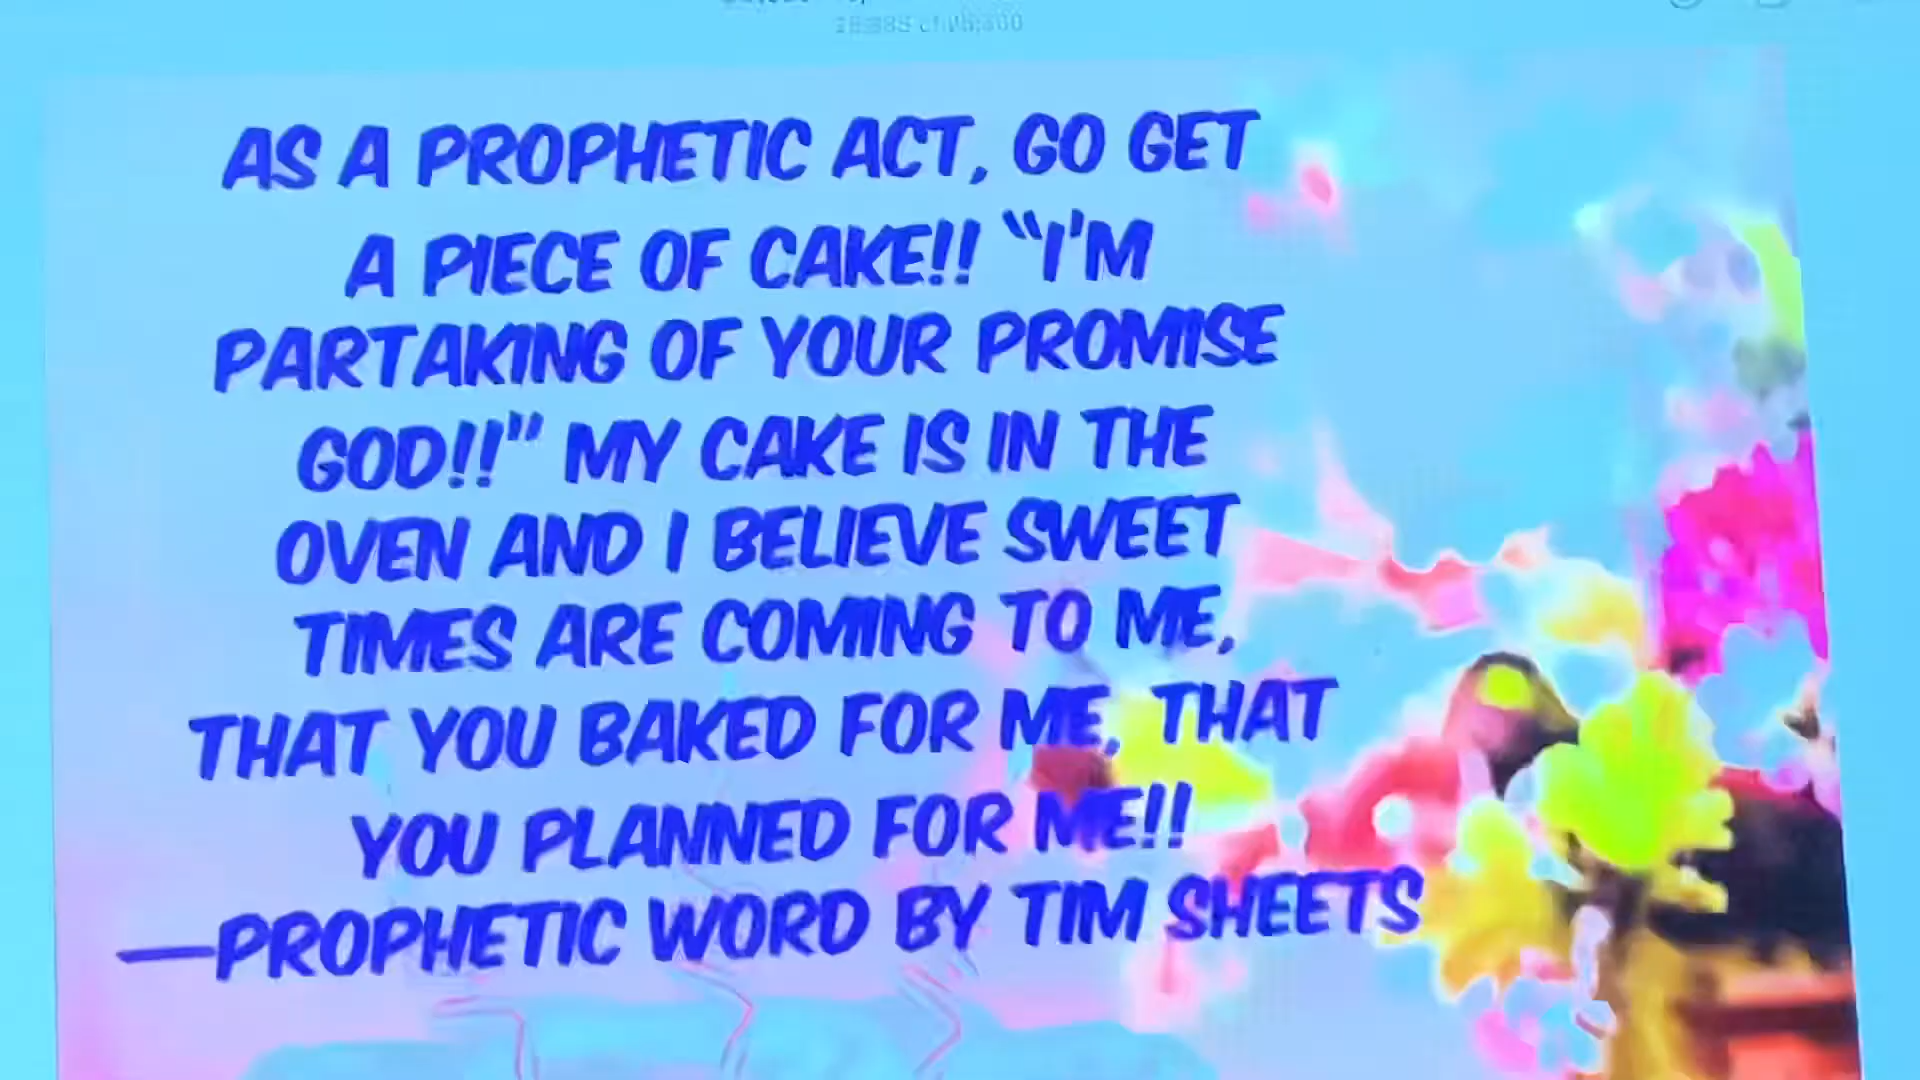 AS A PROPHETIC ACT, GO GET
A PIECE OF CAKE!! “I'M
PARTAKING OF YOUR PROMISE
GOD!!” MY CAKE IS IN THE
OVEN AND I BELIEVE SWEET
TIMES ARE COMING TO ME,
THAT YOU BAKED FOR ME, THAT
YOU PLANNED FOR ME!!
—PROPHETIC WORD BY TIM SHEETS